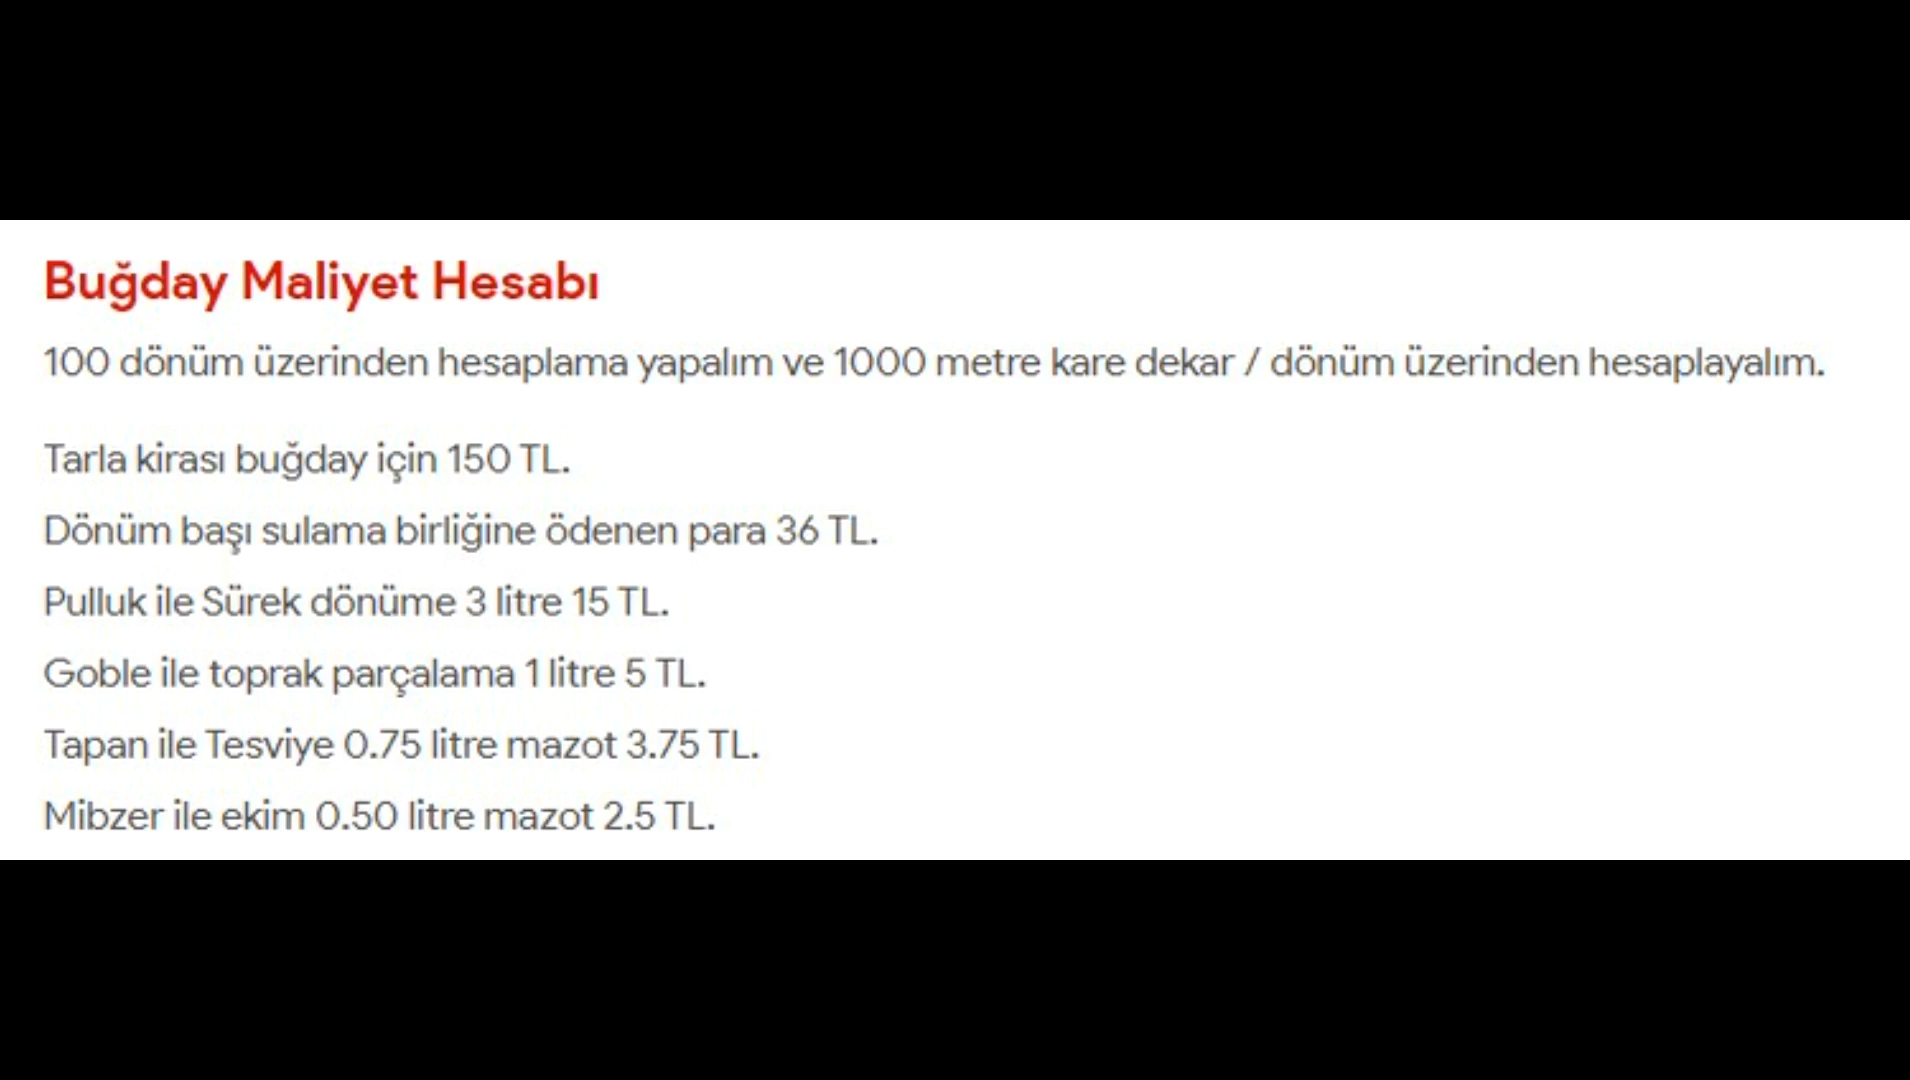 Buğday Maliyet Hesabı
100 dönüm üzerinden hesaplama yapalım ve 1000 metre kare dekar / dönüm üzerinden hesaplayalım.
Tarla kirası buğday için 150 TL.
Dönüm başı sulama birliğine ödenen para 36 TL.
Pulluk ile Sürek dönüme 3 litre 15 TL.
Goble ile toprak parçalama 1 litre 5 TL.
Tapan ile Tesviye 0.75 litre mazot 3.75 TL.
Mibzer ile ekim 0.50 litre mazot 2.5 TL.